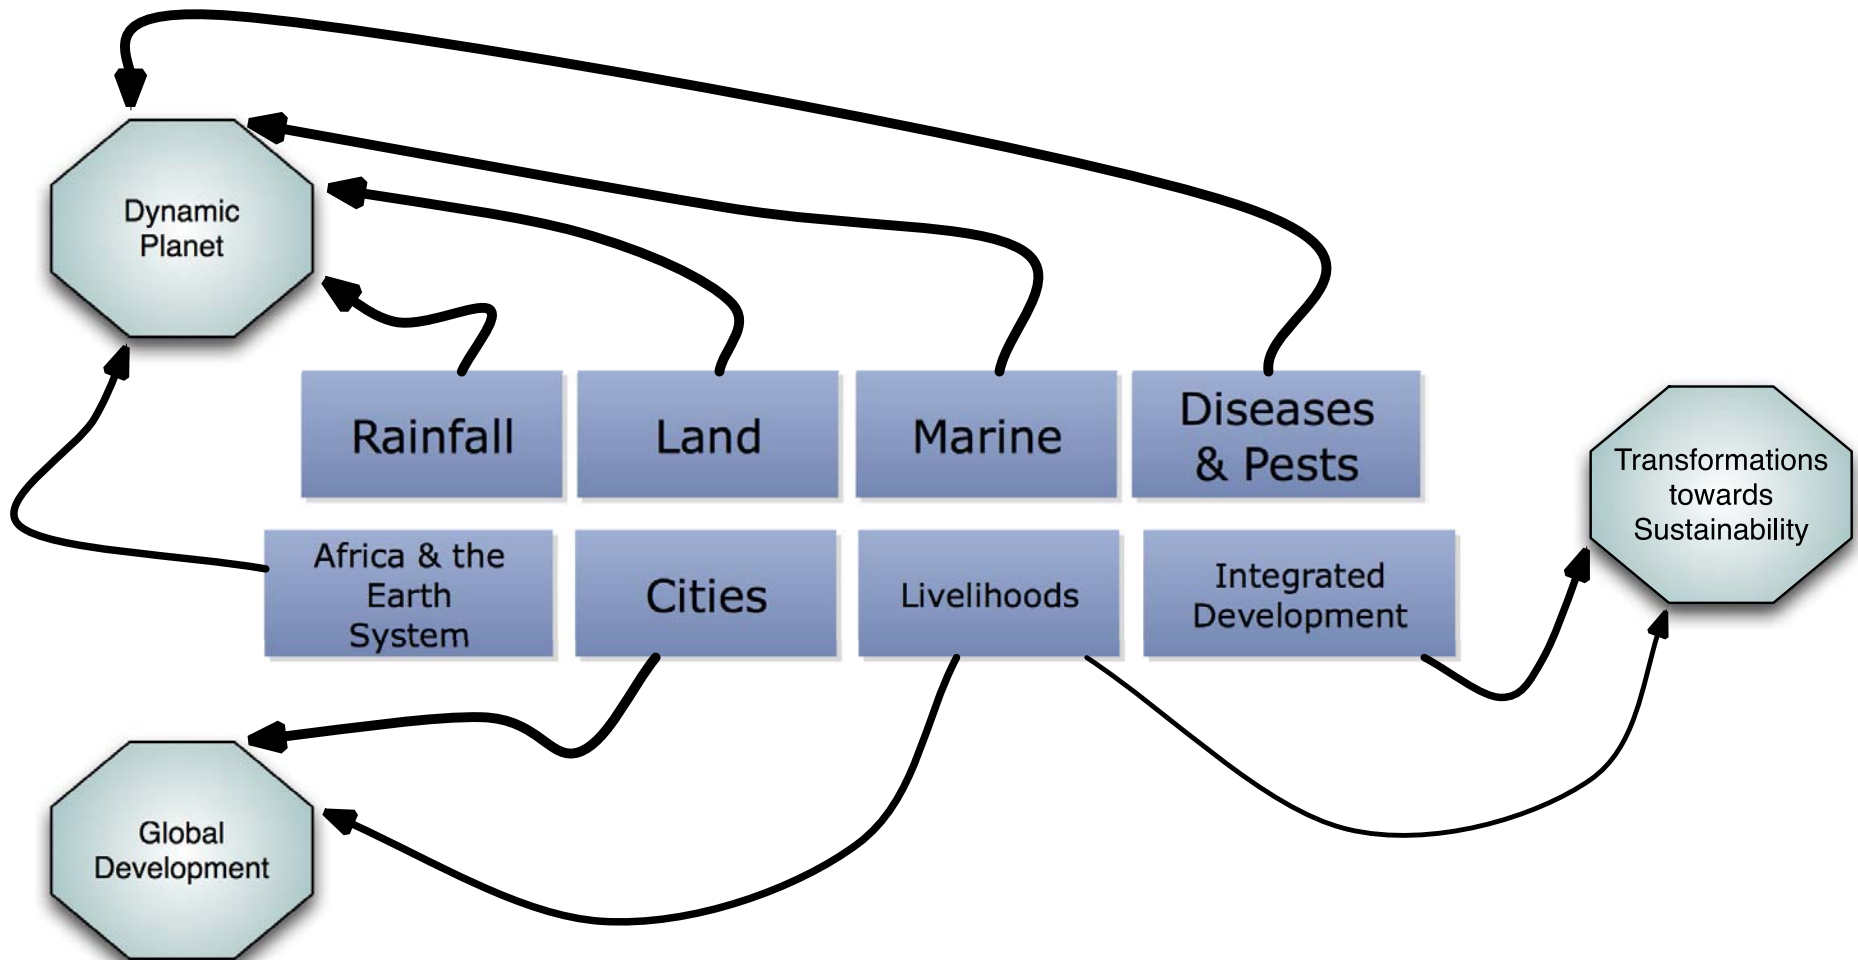 Dynamic
Planet
Rainfall
Land
Marine
Diseases
& Pests
Transformations
towards
Sustainability
Africa & the
Earth
System
Cities
Livelihoods
Integrated
Development
Global
Development